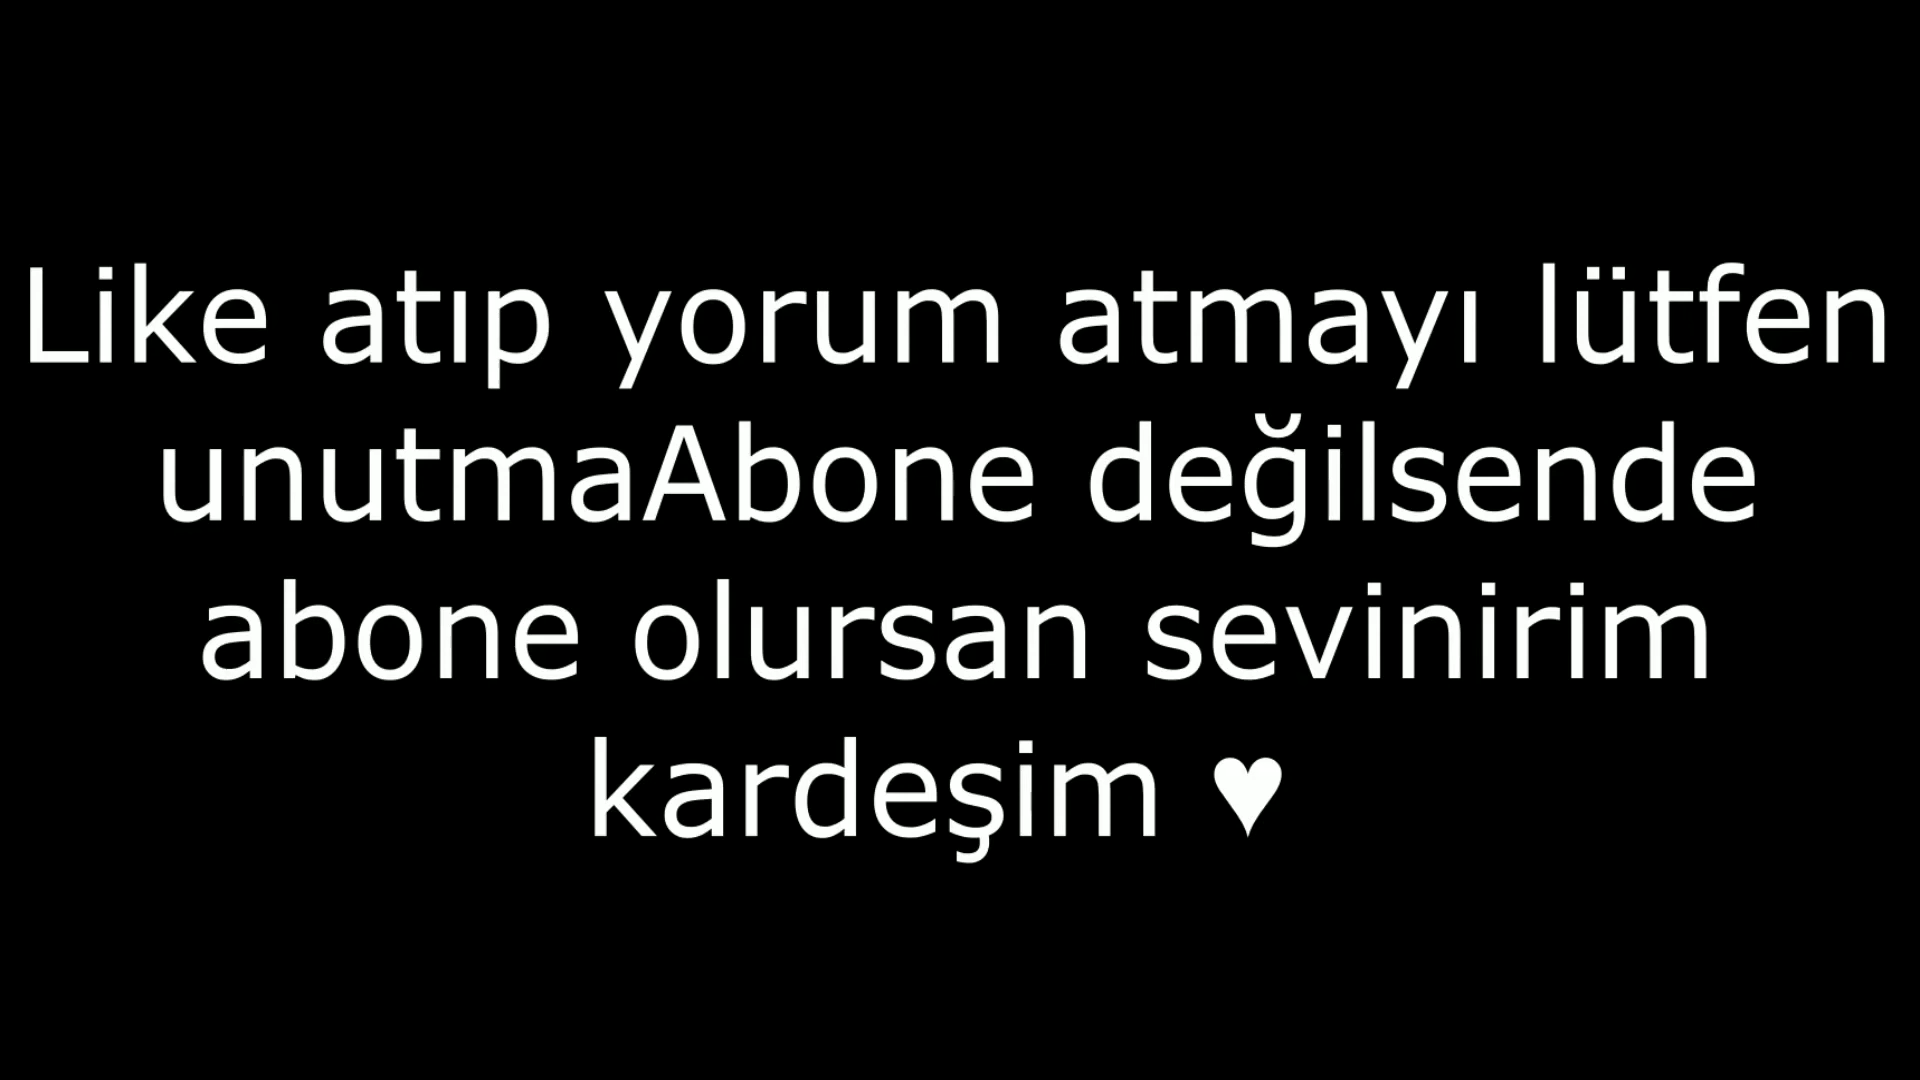 Like atıp yorum atmayı lütfen
unutmaAbone değilsende
abone olursan sevinirim
kardeşim ♥